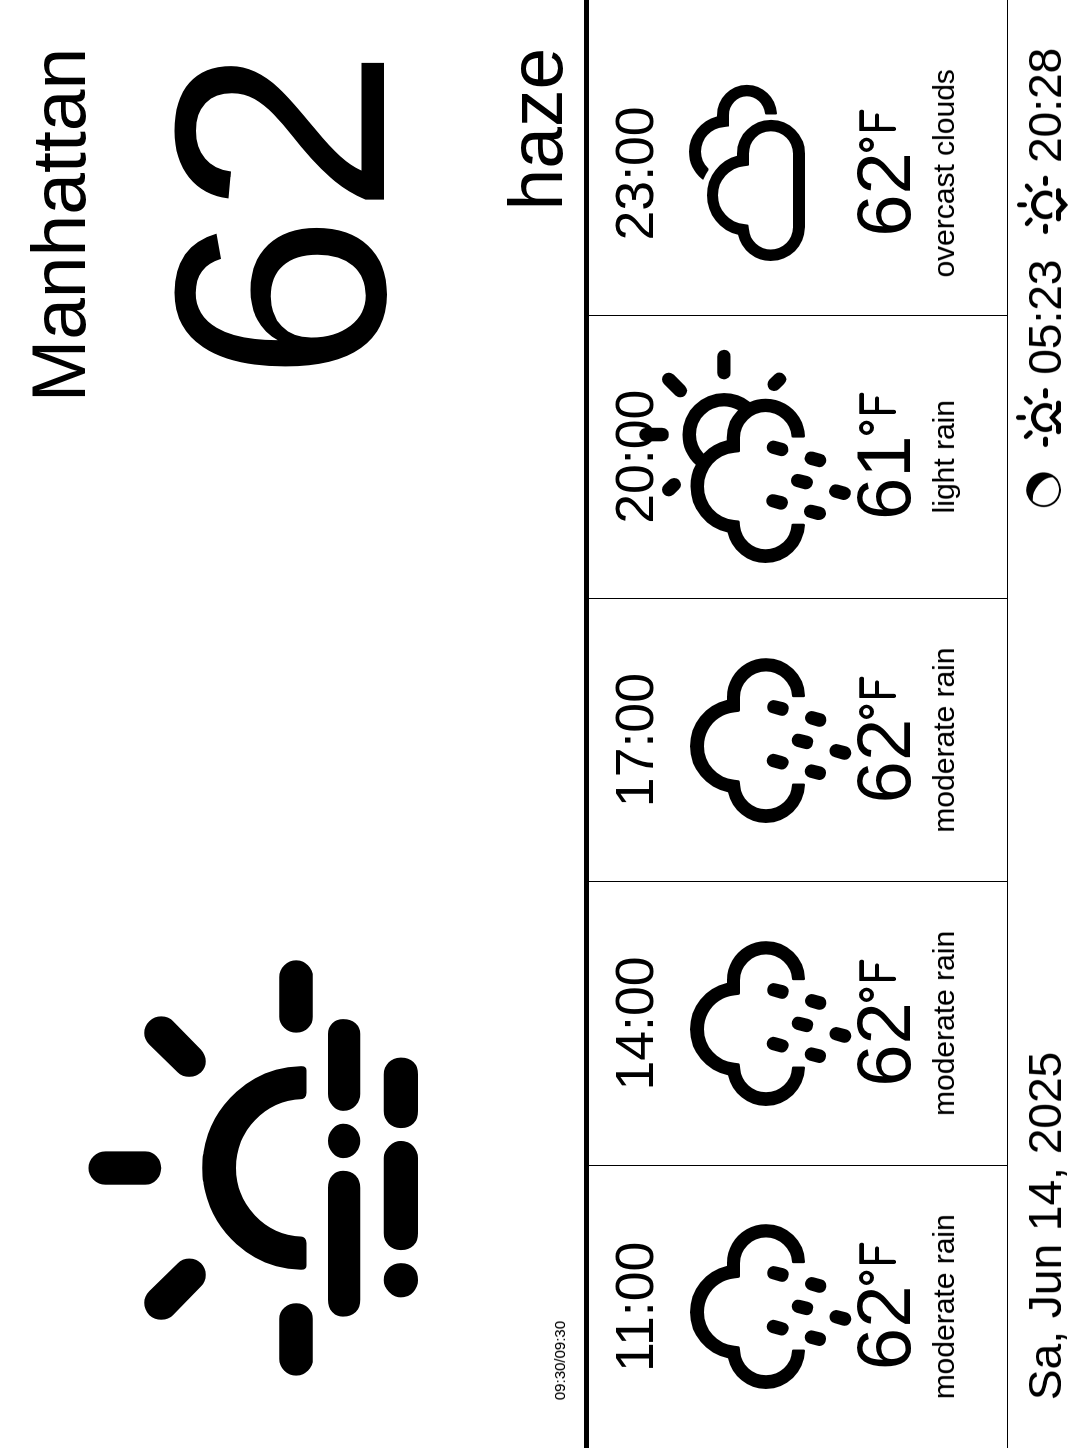 Manhattan
62
haze
09:30/09:30
11:00 14:00 17:00 20:00 23:00
62°F 62°F 62°F 61°F 62°F
moderate rain moderate rain moderate rain light rain overcast clouds
Sa, Jun 14, 2025 05:23 20:28